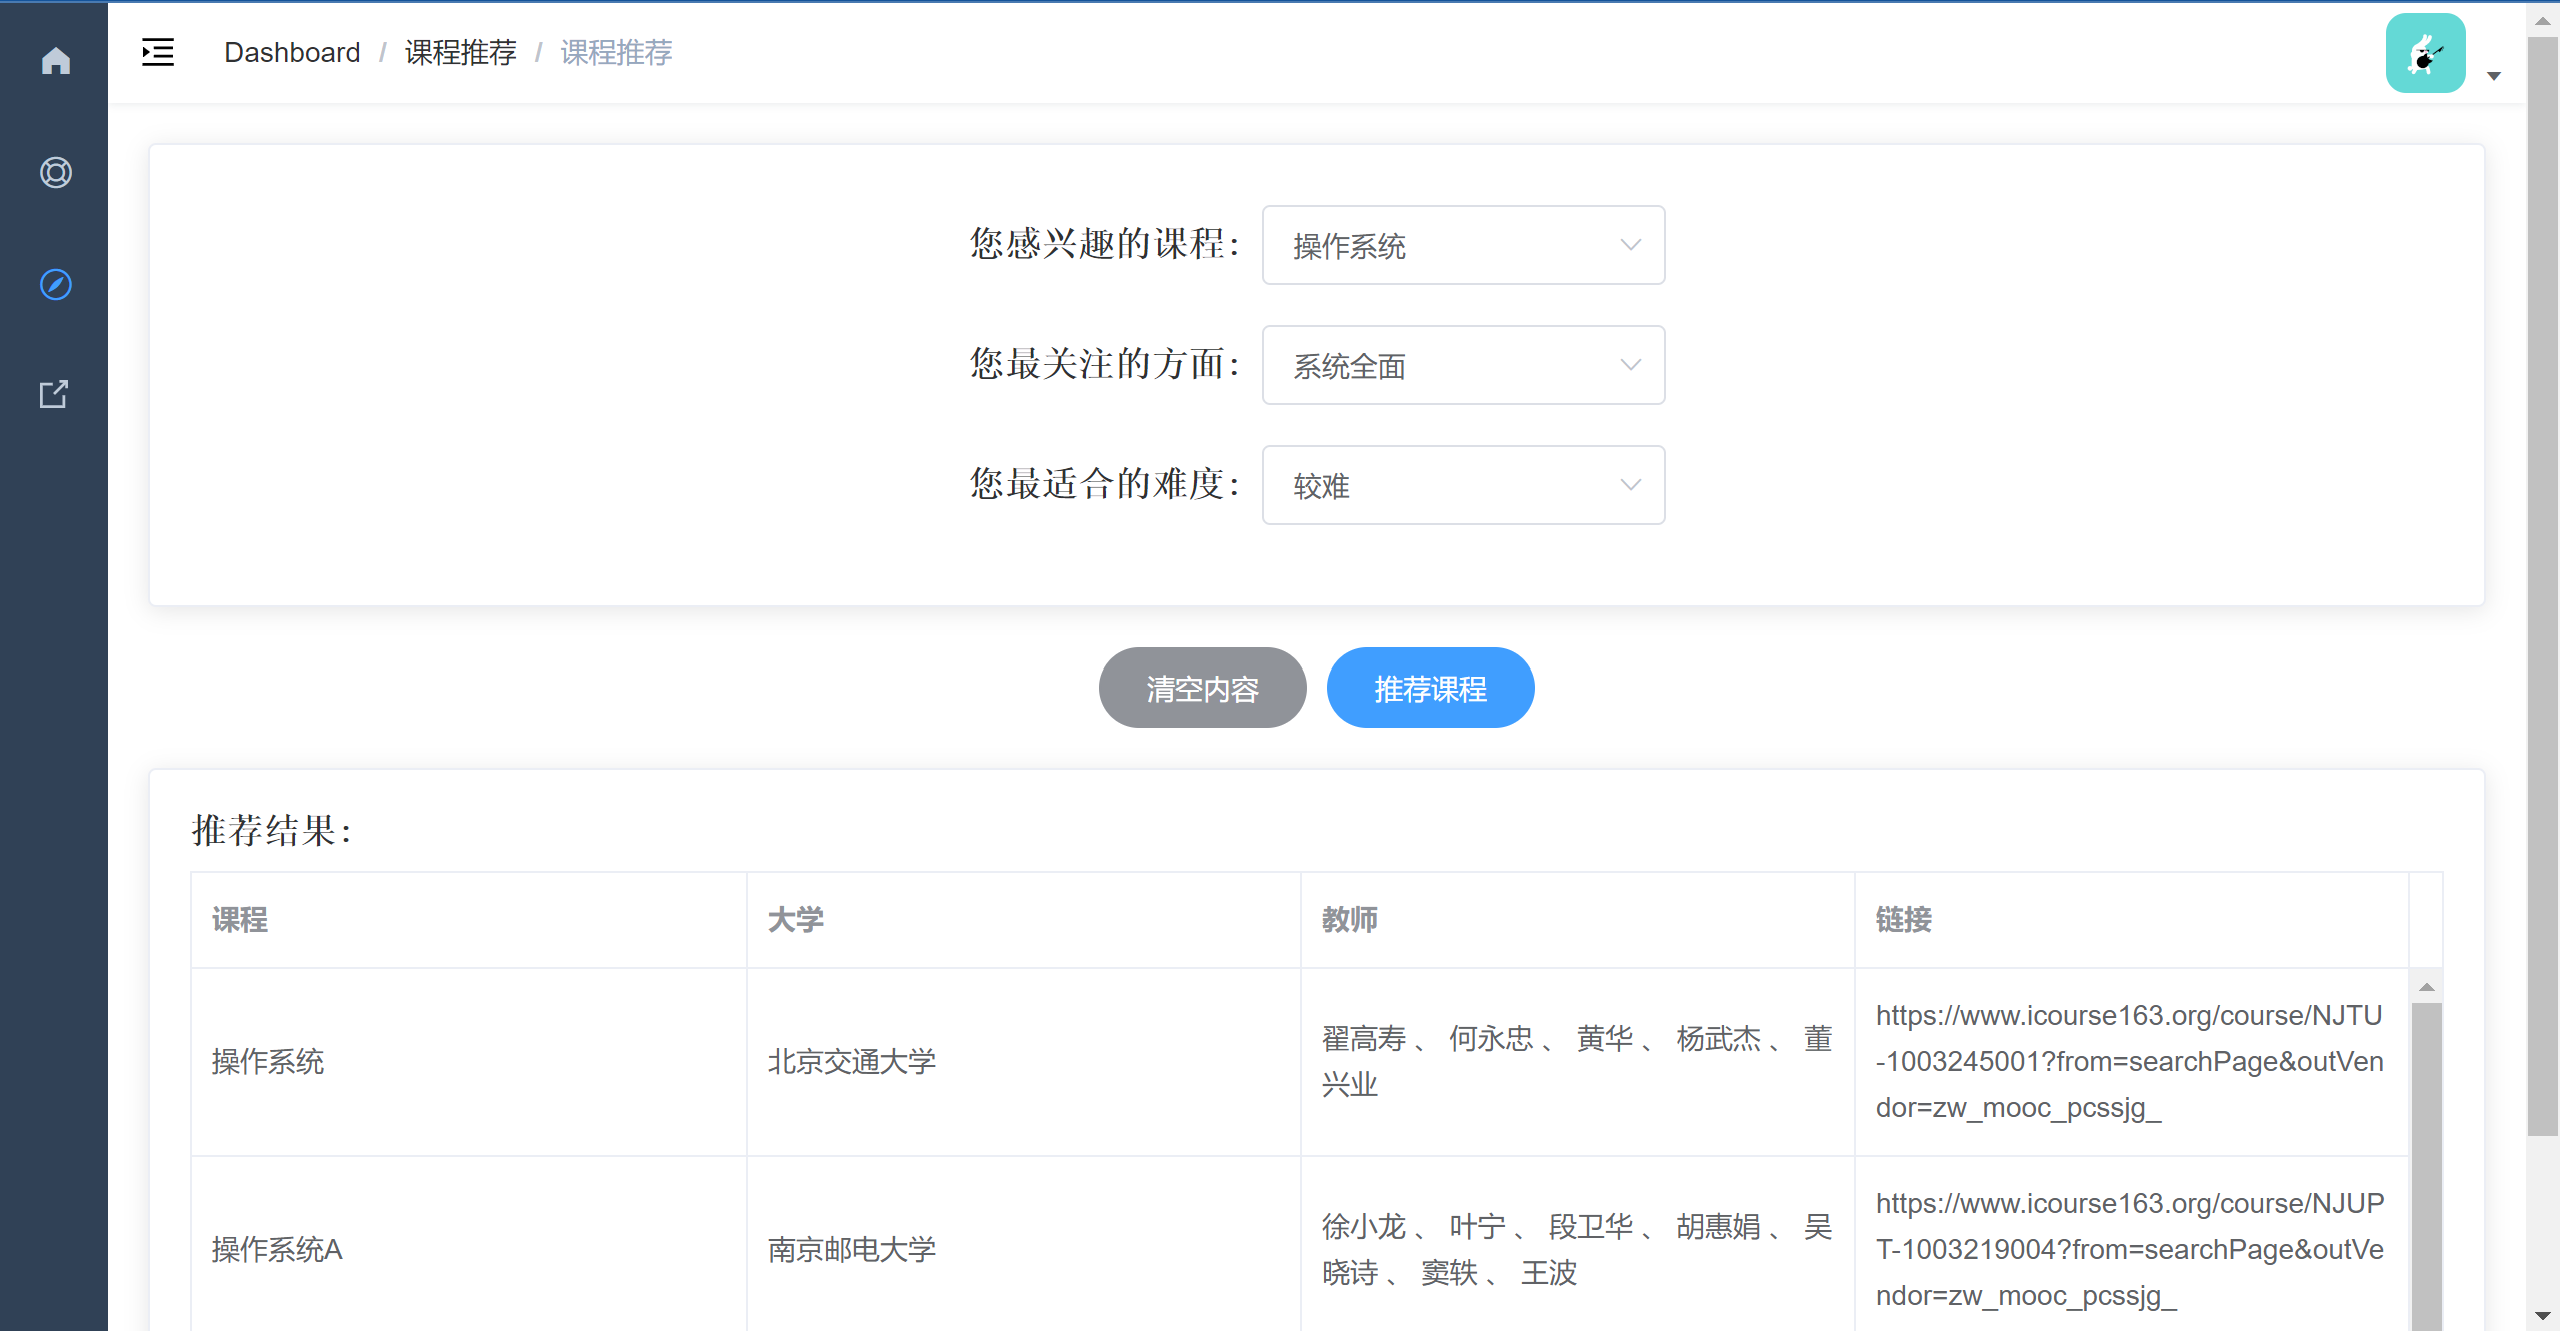 Dashboard / 课程推荐 / 课程推荐
您感兴趣的课程： 操作系统
您最关注的方面： 系统全面
您最适合的难度： 较难
清空内容 推荐课程
推荐结果：
课程 大学 教师 链接
操作系统 北京交通大学
翟高寿 、 何永忠 、 黄华 、 杨武杰 、 董
兴业
https://www.icourse163.org/course/NJTU
-1003245001?from=searchPage&outVen
dor=zw_mooc_pcssjg_
操作系统A 南京邮电大学
徐小龙 、 叶宁 、 段卫华 、 胡惠娟 、 吴
晓诗 、 窦轶 、 王波
https://www.icourse163.org/course/NJUP
T-1003219004?from=searchPage&outVe
ndor=zw_mooc_pcssjg_